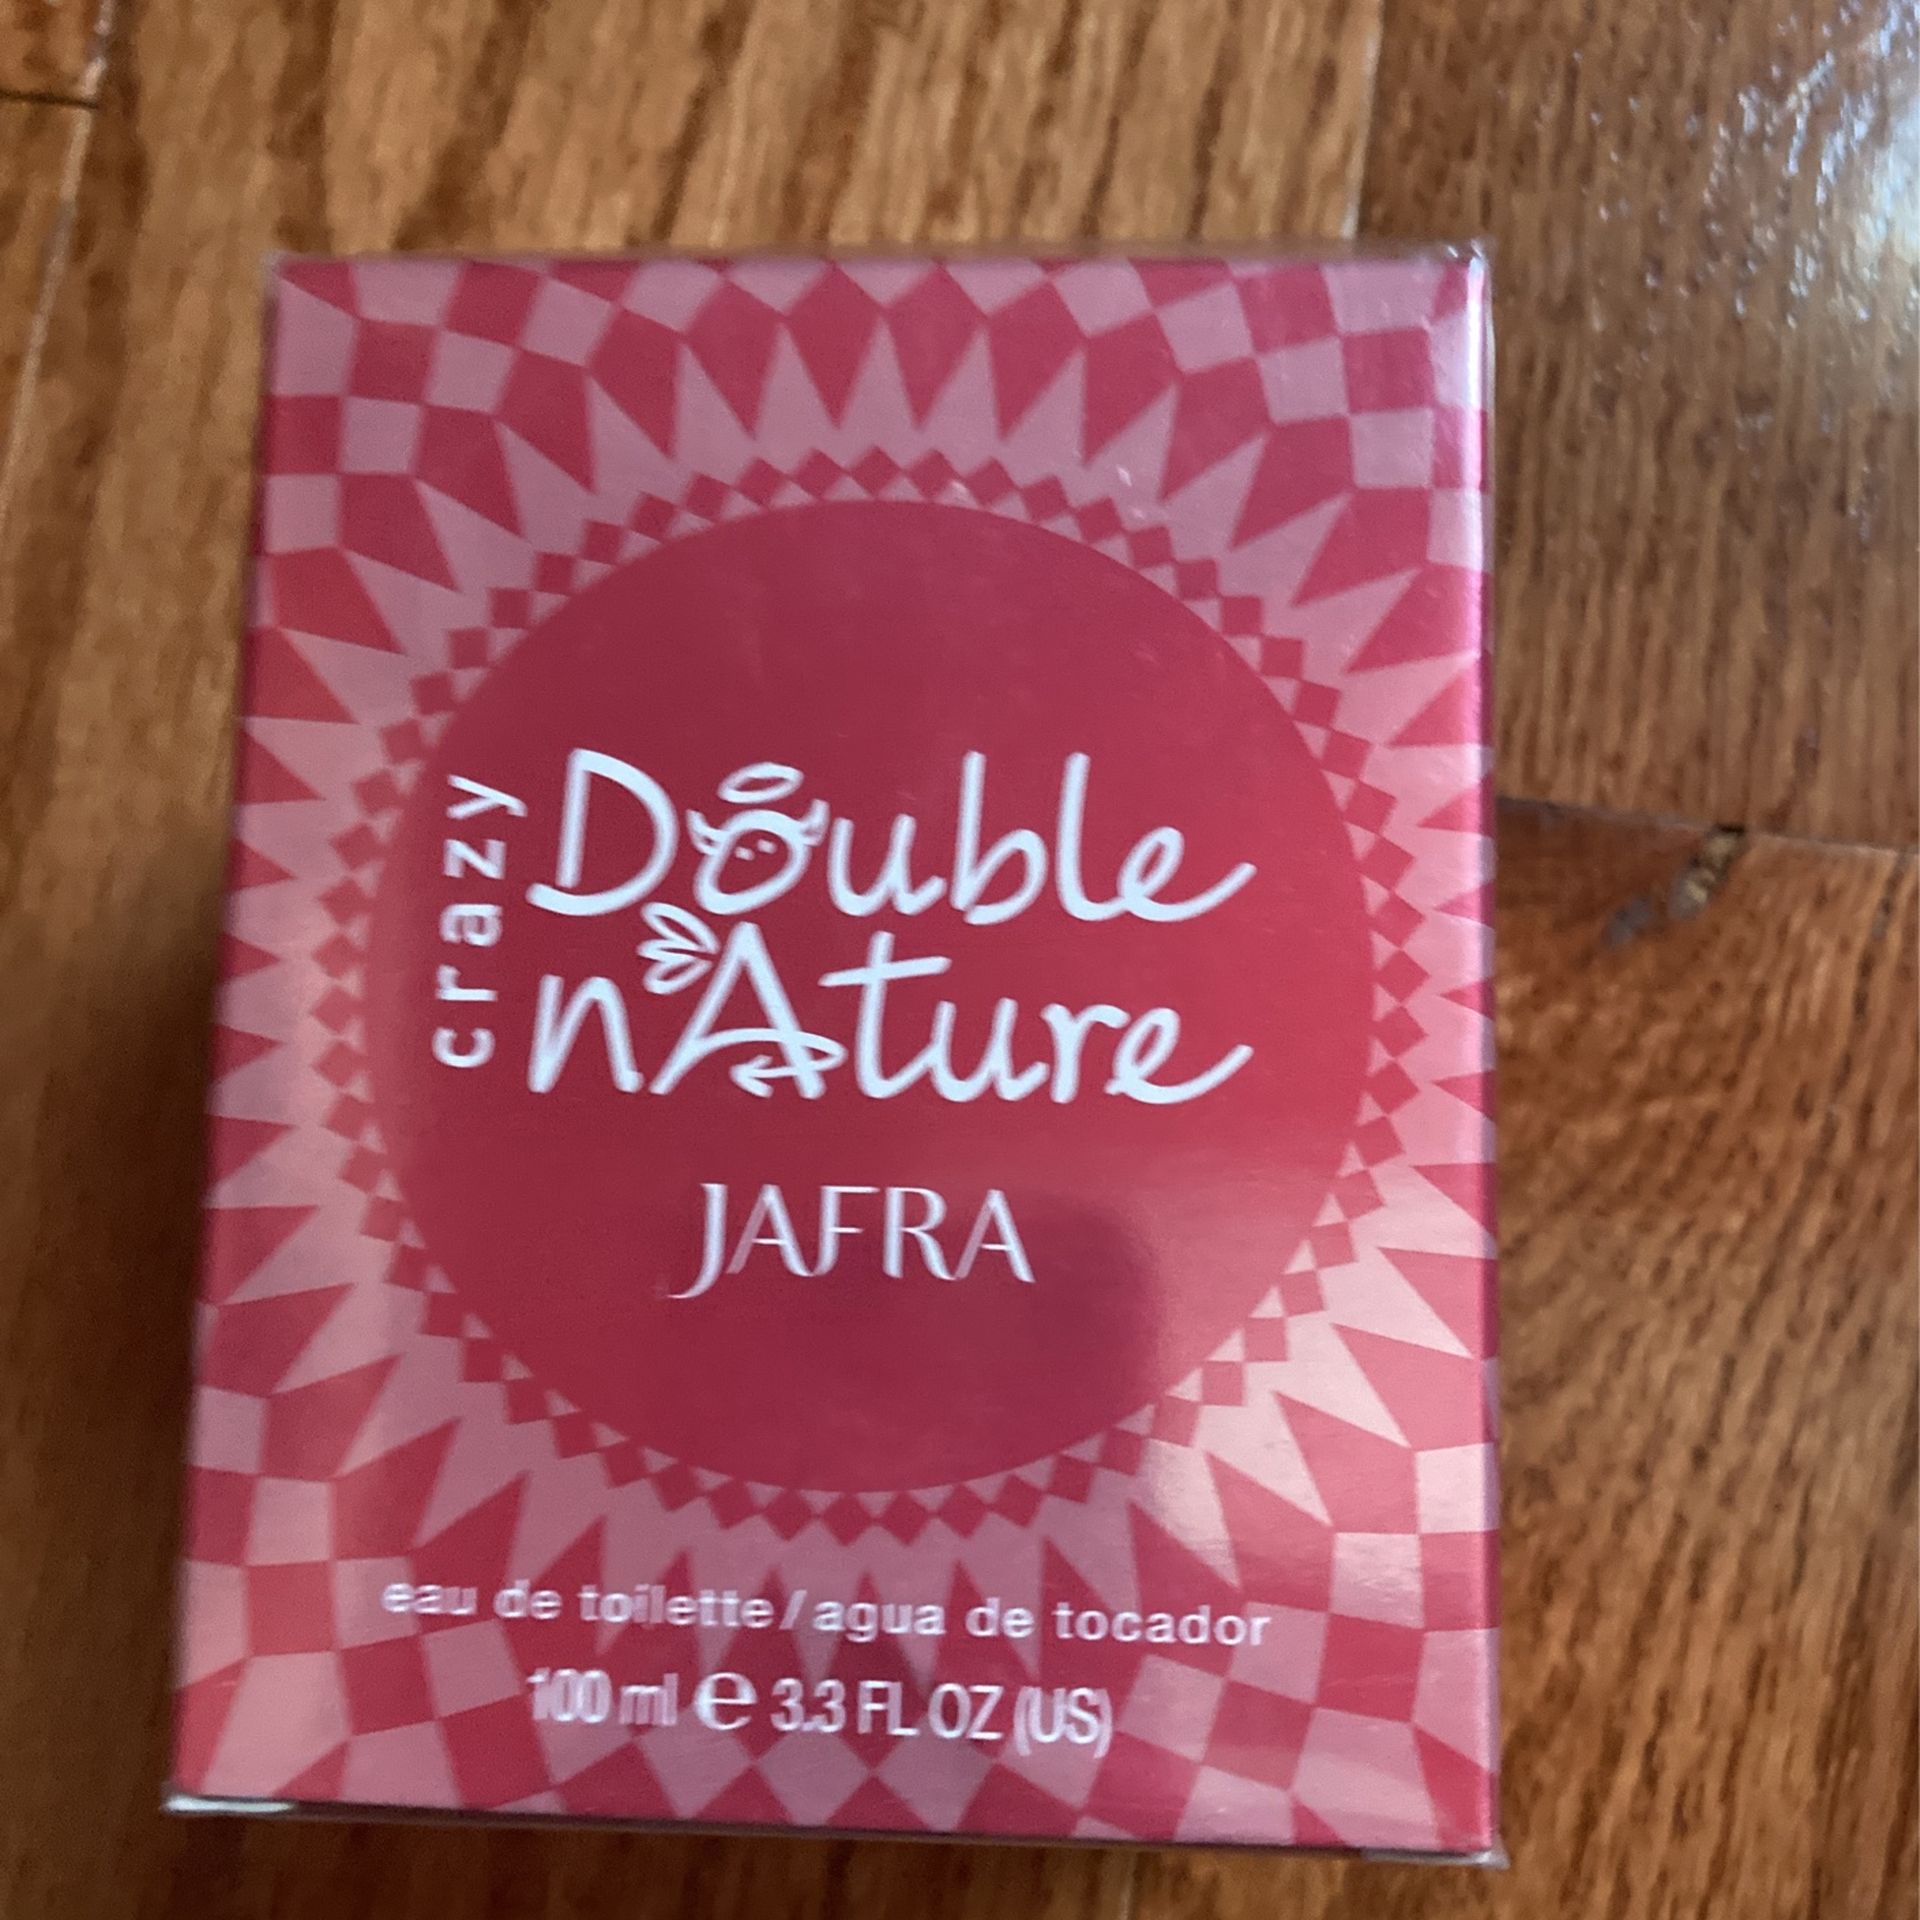 crazy
Double
nAture
JAFRA
eau de toilette/agua de tocador
100 ml ℮ 3.3 FL OZ (US)